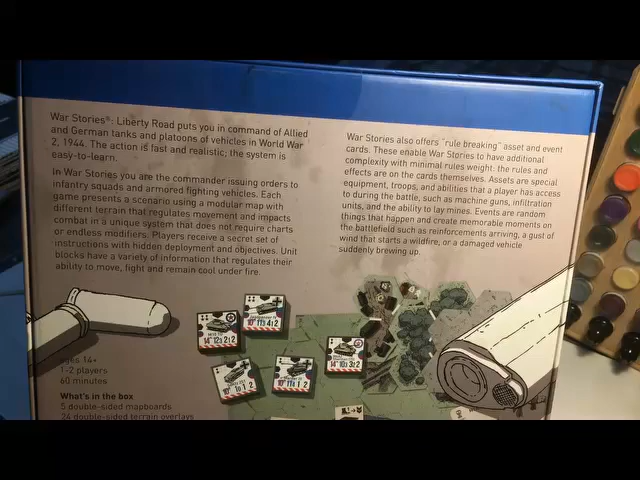 War Stories®: Liberty Road puts you in command of Allied
and German tanks and platoons of vehicles in World War
2, 1944. The action is fast and realistic; the system is
easy-to-learn.
In War Stories you are the commander issuing orders to
infantry squads and armored fighting vehicles. Each
game presents a scenario using a modular map with
different terrain that regulates movement and impacts
combat in a unique system that does not require charts
or endless modifiers. Players receive a secret set of
instructions with hidden deployment and objectives. Unit
blocks have a variety of information that regulates their
ability to move, fight and remain cool under fire.
War Stories also offers "rule breaking" asset and event
cards. These enable War Stories to have additional
complexity with minimal rules weight: the rules and
effects are on the cards themselves. Assets are special
equipment, troops, and abilities that a player has access
to during the battle, such as machine guns, infiltration
units, and the ability to lay mines. Events are random
things that happen and create memorable moments on
the battlefield such as reinforcements arriving, a gust of
wind that starts a wildfire, or a damaged vehicle
suddenly brewing up.
ages 14+
1-2 players
60 minutes
What's in the box
5 double-sided mapboards
24 double-sided terrain overlays